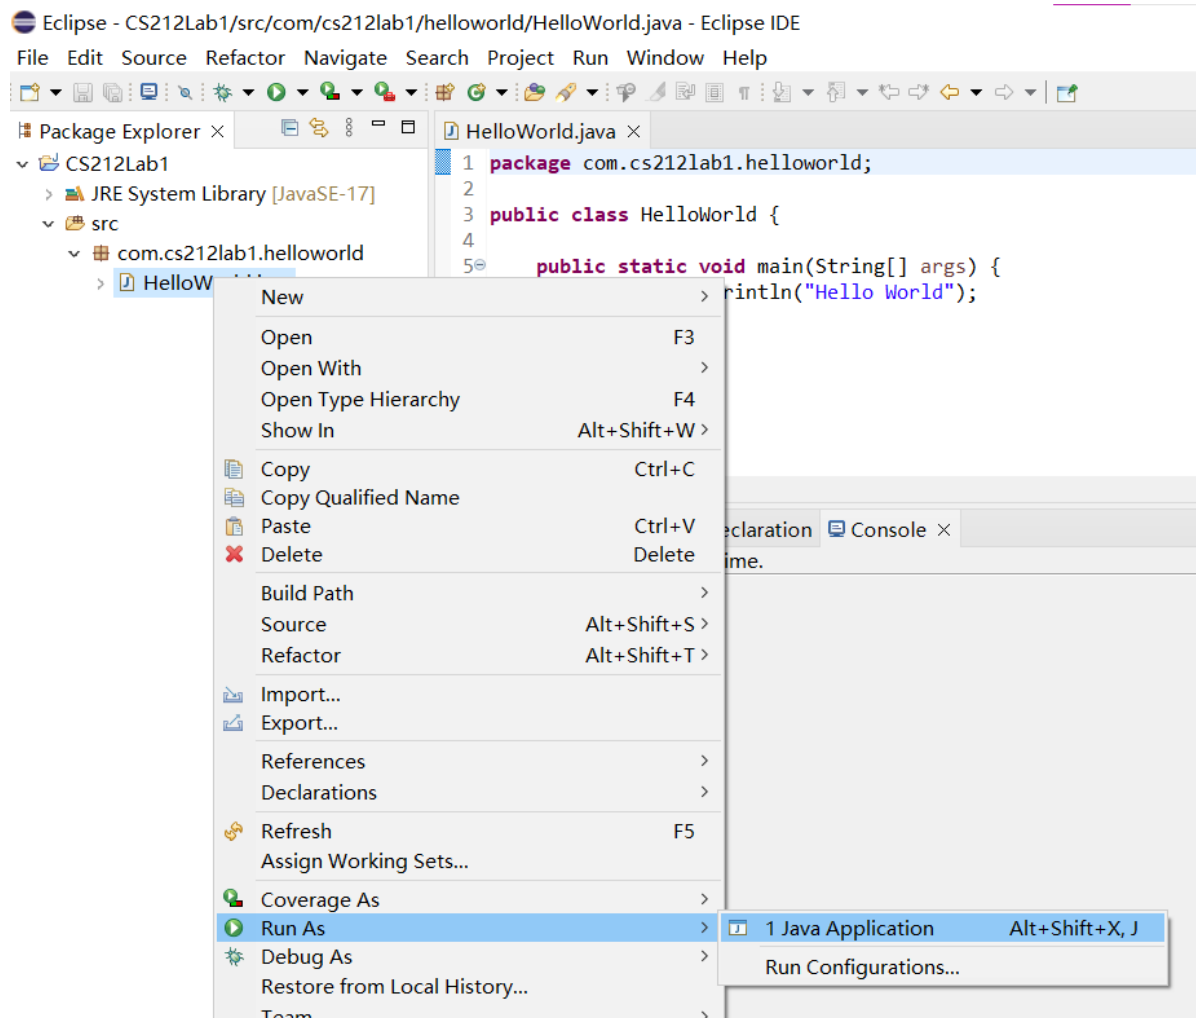 Eclipse - CS212Lab1/src/com/cs212lab1/helloworld/HelloWorld.java - Eclipse IDE
File Edit Source Refactor Navigate Search Project Run Window Help
Package Explorer
CS212Lab1
JRE System Library [JavaSE-17]
src
com.cs212lab1.helloworld
HelloW
HelloWorld.java
1 package com.cs212lab1.helloworld;
2
3 public class HelloWorld {
4
5 public static void main(String[] args) {
rintln("Hello World");
New
Open F3
Open With
Open Type Hierarchy F4
Show In Alt+Shift+W
Copy Ctrl+C
Copy Qualified Name
Paste Ctrl+V
Delete Delete
Build Path
Source Alt+Shift+S
Refactor Alt+Shift+T
Import...
Export...
References
Declarations
Refresh F5
Assign Working Sets...
Coverage As
Run As
Debug As
Restore from Local History...
Team
eclaration
Console
ime.
1 Java Application Alt+Shift+X, J
Run Configurations...